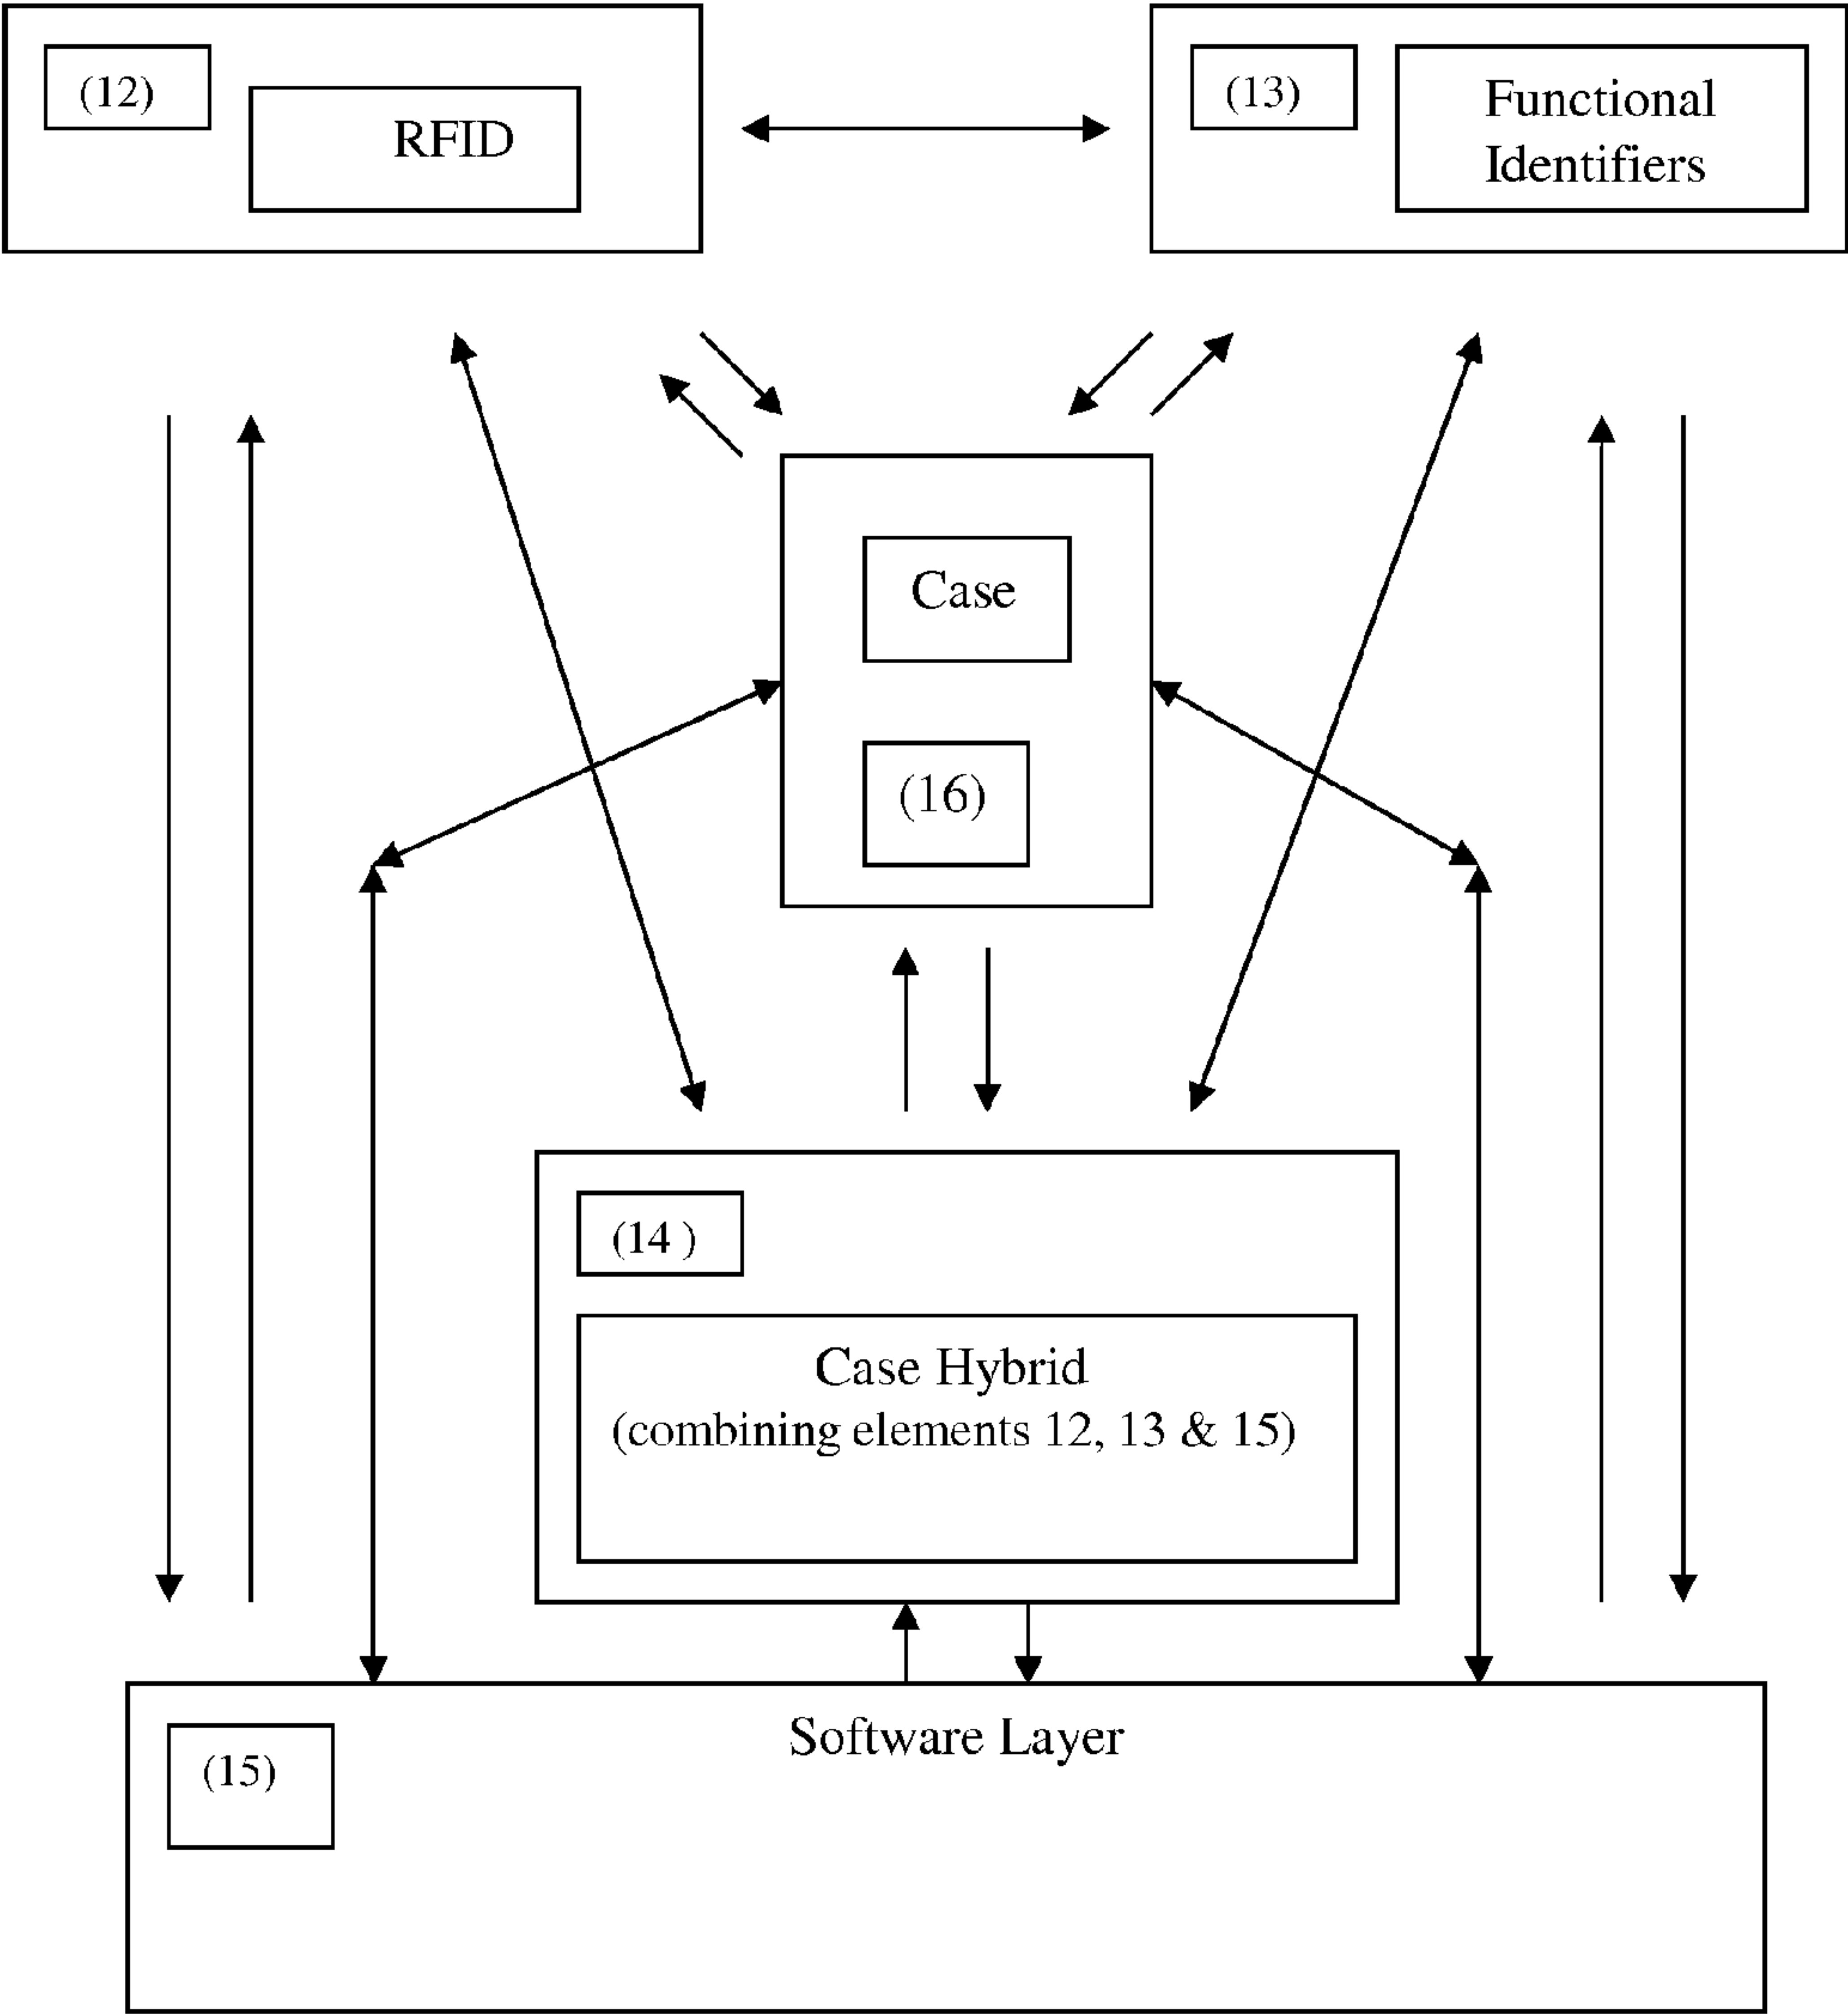 (12)
RFID
(13)
Functional
Identifiers
Case
(16)
(14 )
Case Hybrid
(combining elements 12, 13 & 15)
Software Layer
(15)